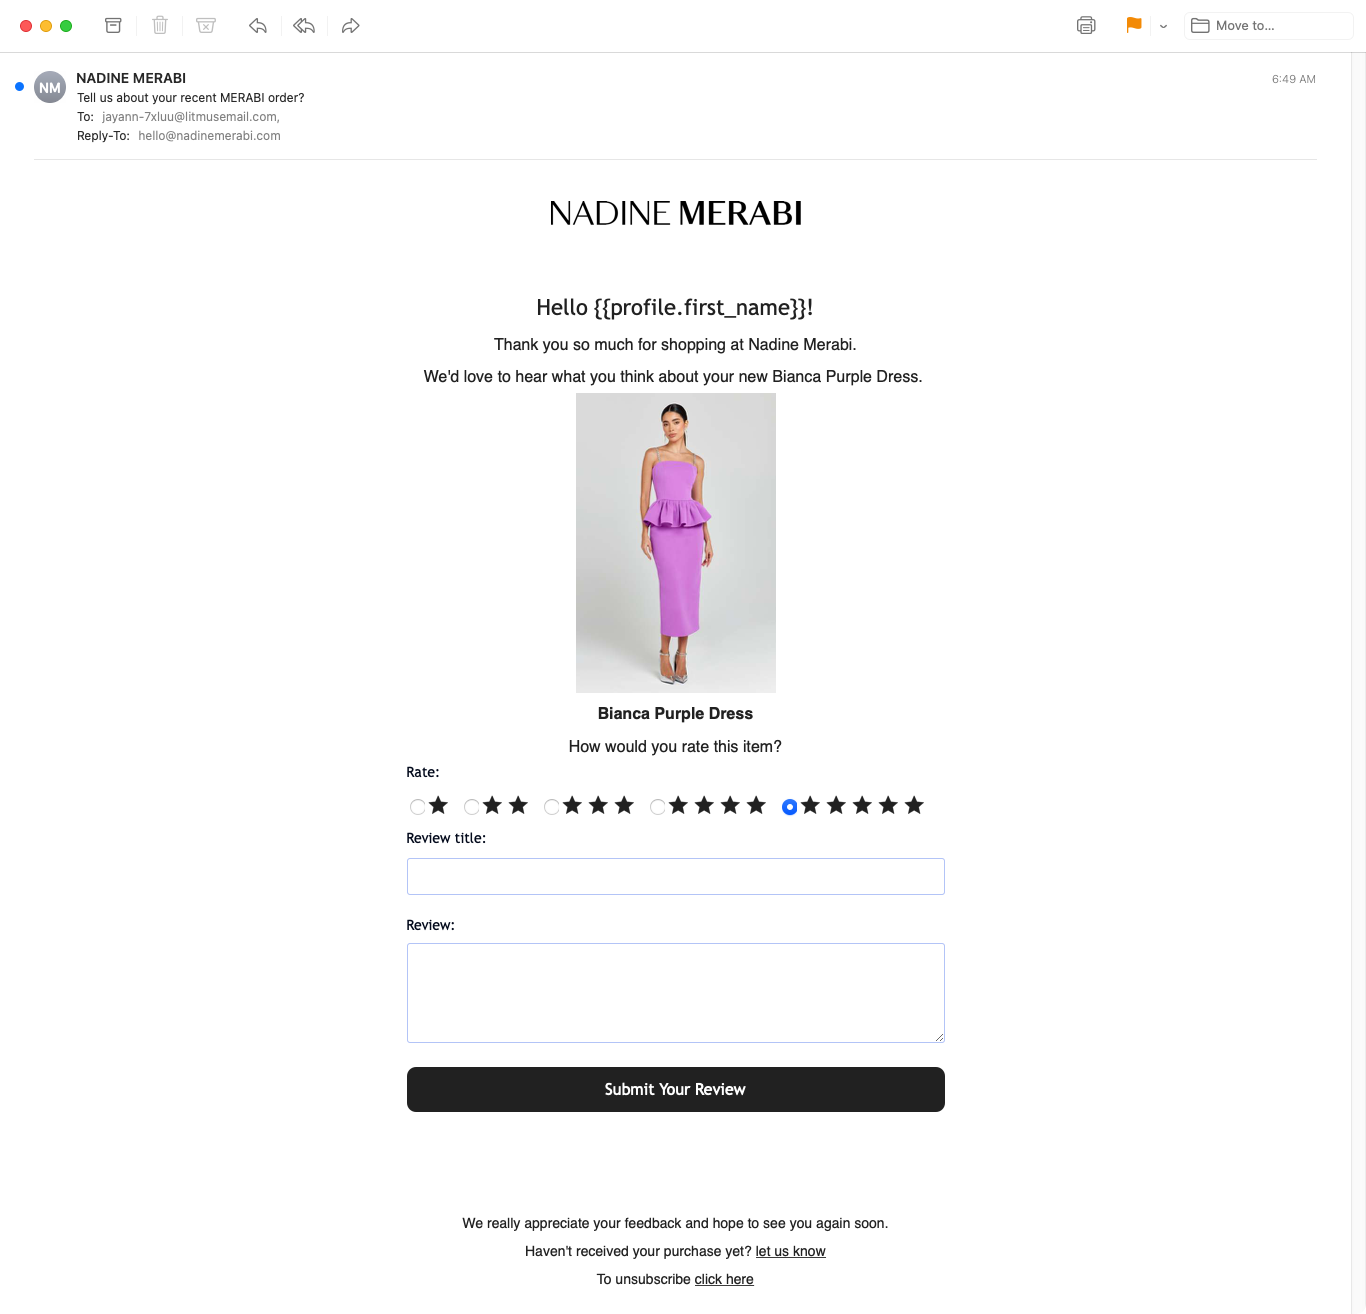 Move to...
NM
NADINE MERABI
6:49 AM
Tell us about your recent MERABI order?
To: jayann-7xluu@litmusemail.com,
Reply-To: hello@nadinemerabi.com
NADINE MERABI
Hello {{profile.first_name}}!
Thank you so much for shopping at Nadine Merabi.
We'd love to hear what you think about your new Bianca Purple Dress.
Bianca Purple Dress
How would you rate this item?
Rate:
Review title:
Review:
Submit Your Review
We really appreciate your feedback and hope to see you again soon.
Haven't received your purchase yet? let us know
To unsubscribe click here